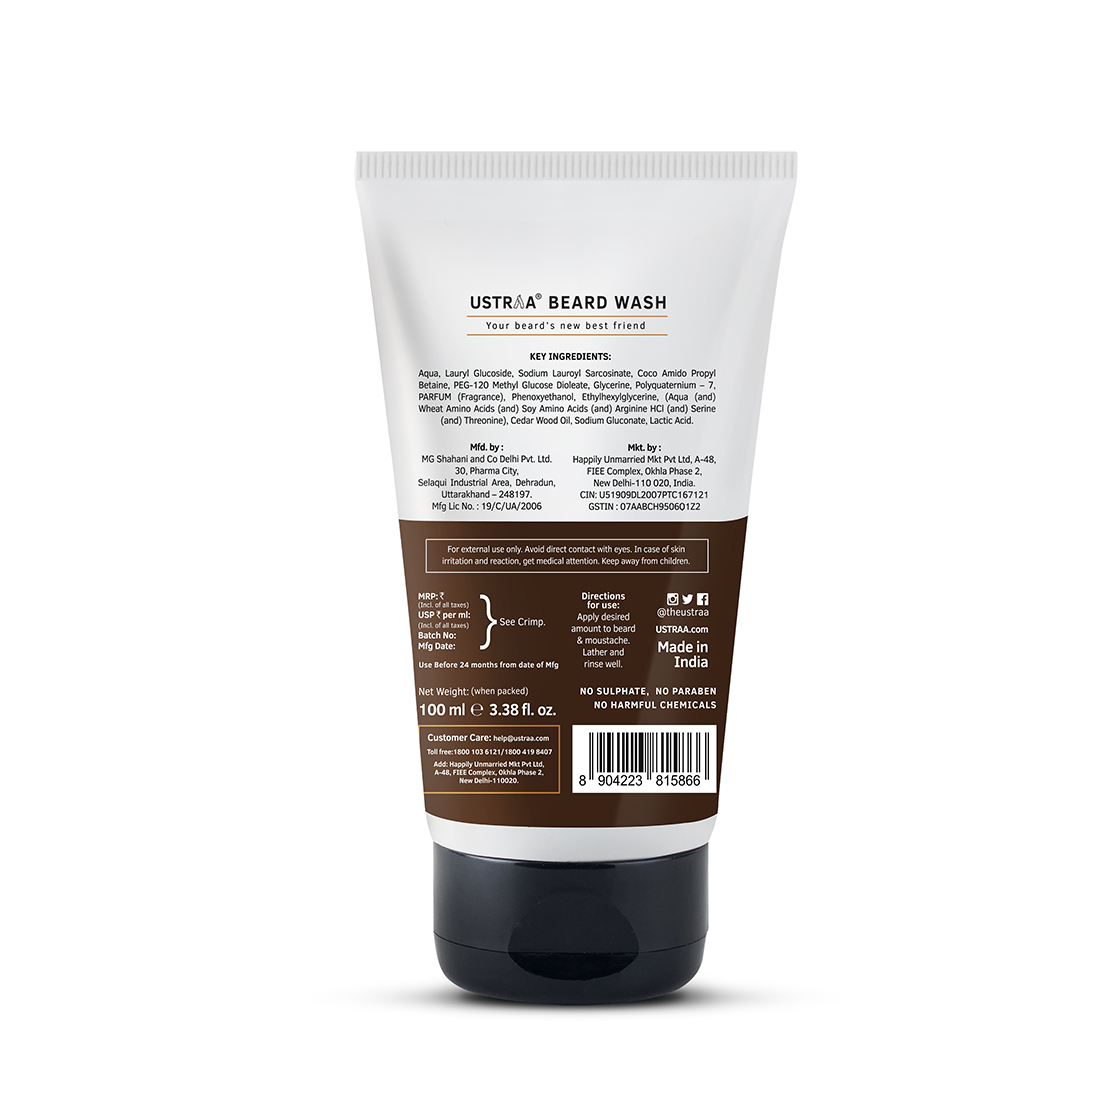 USTRAA® BEARD WASH
Your beard's new best friend
KEY INGREDIENTS:
Aqua, Lauryl Glucoside, Sodium Lauroyl Sarcosinate, Coco Amido Propyl
Betaine, PEG-120 Methyl Glucose Dioleate, Glycerine, Polyquaternium – 7,
PARFUM (Fragrance), Phenoxyethanol, Ethylhexylglycerine, (Aqua (and)
Wheat Amino Acids (and) Soy Amino Acids (and) Arginine HCl (and) Serine
(and) Threonine), Cedar Wood Oil, Sodium Gluconate, Lactic Acid.
Mfd. by :
MG Shahani and Co Delhi Pvt. Ltd.
30, Pharma City,
Selaqui Industrial Area, Dehradun,
Uttarakhand – 248197.
Mfg Lic No. : 19/C/UA/2006
Mkt. by :
Happily Unmarried Mkt Pvt Ltd, A-48,
FIEE Complex, Okhla Phase 2,
New Delhi-110 020, India.
CIN: U51909DL2007PTC167121
GSTIN : 07AABCH9506Q1Z2
For external use only. Avoid direct contact with eyes. In case of skin
irritation and reaction, get medical attention. Keep away from children.
MRP: ₹
(Incl. of all taxes)
USP ₹ per ml:
(Incl. of all taxes)
Batch No:
Mfg Date:
See Crimp.
Use Before 24 months from date of Mfg
Directions
for use:
Apply desired
amount to beard
& moustache.
Lather and
rinse well.
@theustraa
USTRAA.com
Made in
India
Net Weight: (when packed)
100 ml ℮ 3.38 fl. oz.
NO SULPHATE, NO PARABEN
NO HARMFUL CHEMICALS
Customer Care: help@ustraa.com
Toll free:1800 103 6121/1800 419 8407
Add: Happily Unmarried Mkt Pvt Ltd,
A-48, FIEE Complex, Okhla Phase 2,
New Delhi-110020.
8 904223 815866